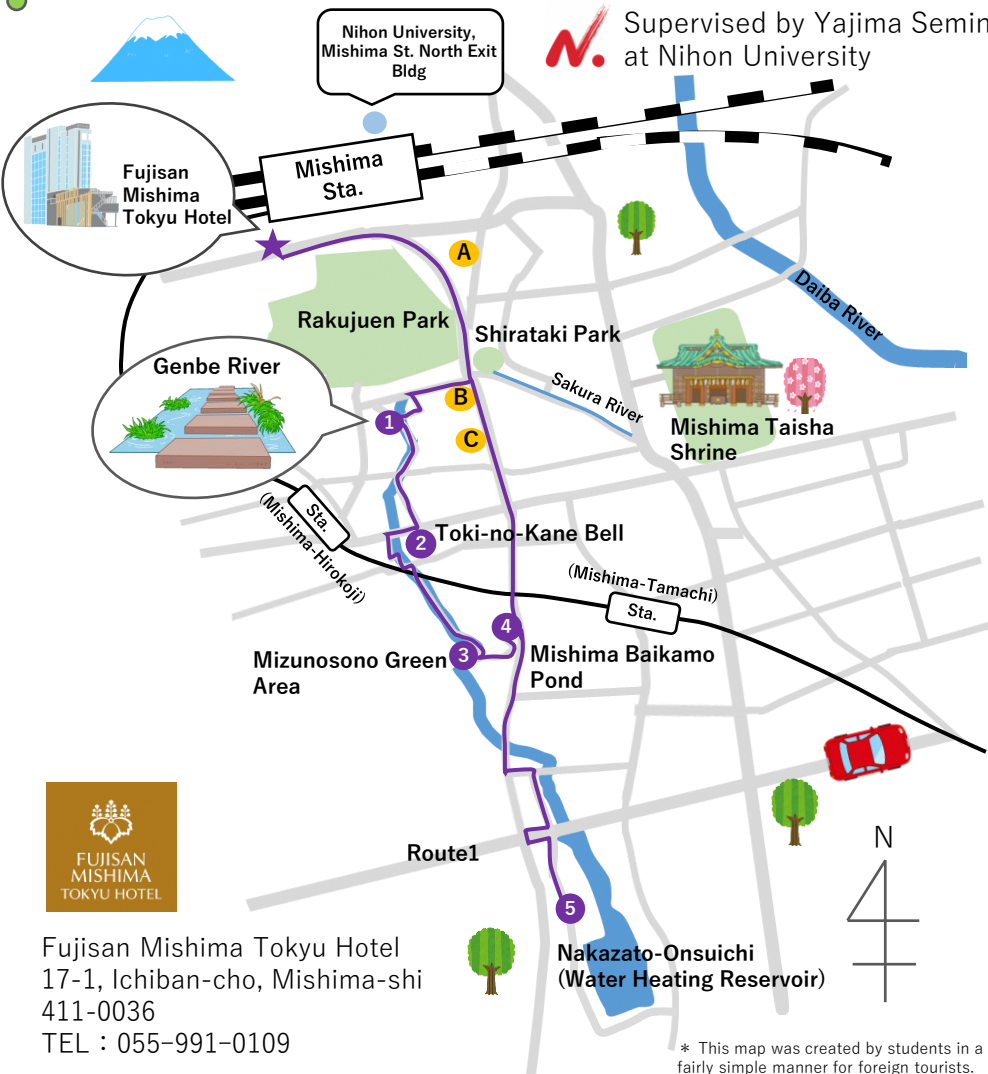 Nihon University,
Mishima St. North Exit
Bldg
N.
Supervised by Yajima Semin
at Nihon University
Mishima
Sta.
Fujisan
Mishima
Tokyu Hotel
A
Rakujuen Park
Shirataki Park
Daiba River
Genbe River
B
Sakura River
1
C
Mishima Taisha
Shrine
Sta.
(Mishima-Hirokoji)
2
Toki-no-Kane Bell
(Mishima-Tamachi)
Sta.
4
3
Mizunosono Green
Area
Mishima Baikamo
Pond
Route1
N
5
FUJISAN
MISHIMA
TOKYU HOTEL
Nakazato-Onsuichi
(Water Heating Reservoir)
Fujisan Mishima Tokyu Hotel
17-1, Ichiban-cho, Mishima-shi
411-0036
TEL：055-991-0109
＊ This map was created by students in a
fairly simple manner for foreign tourists.